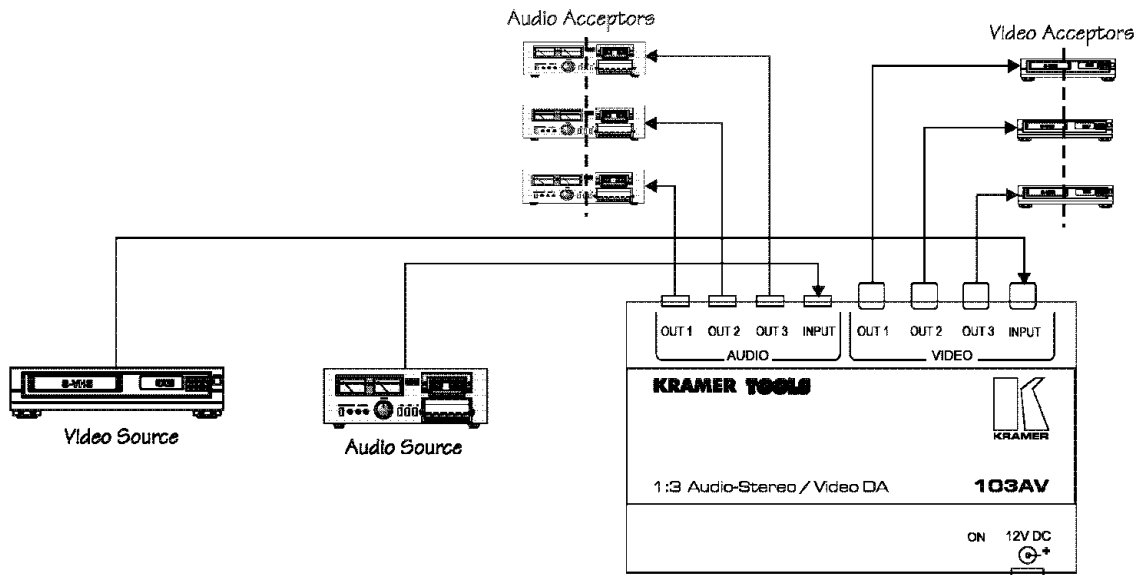 Audio Acceptors
Video Acceptors
OUT 1 OUT 2 OUT 3 INPUT OUT 1 OUT 2 OUT 3 INPUT
AUDIO VIDEO
KRAMER TOOLS
KRAMER
S-VHS
Video Source
Audio Source
1:3 Audio-Stereo / Video DA 103AV
ON 12V DC
+